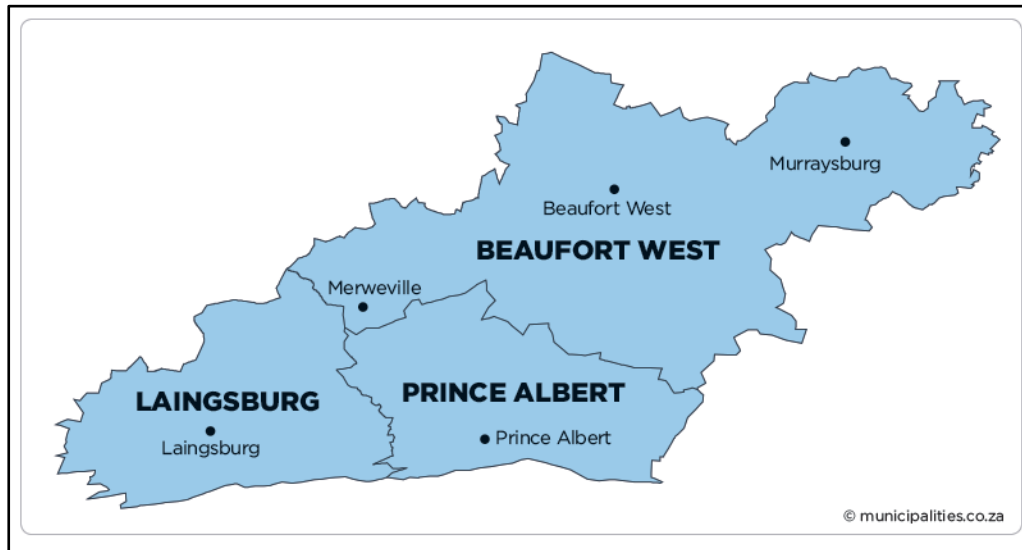 Murraysburg
Beaufort West
BEAUFORT WEST
Merweville
LAINGSBURG
PRINCE ALBERT
Laingsburg
Prince Albert
© municipalities.co.za